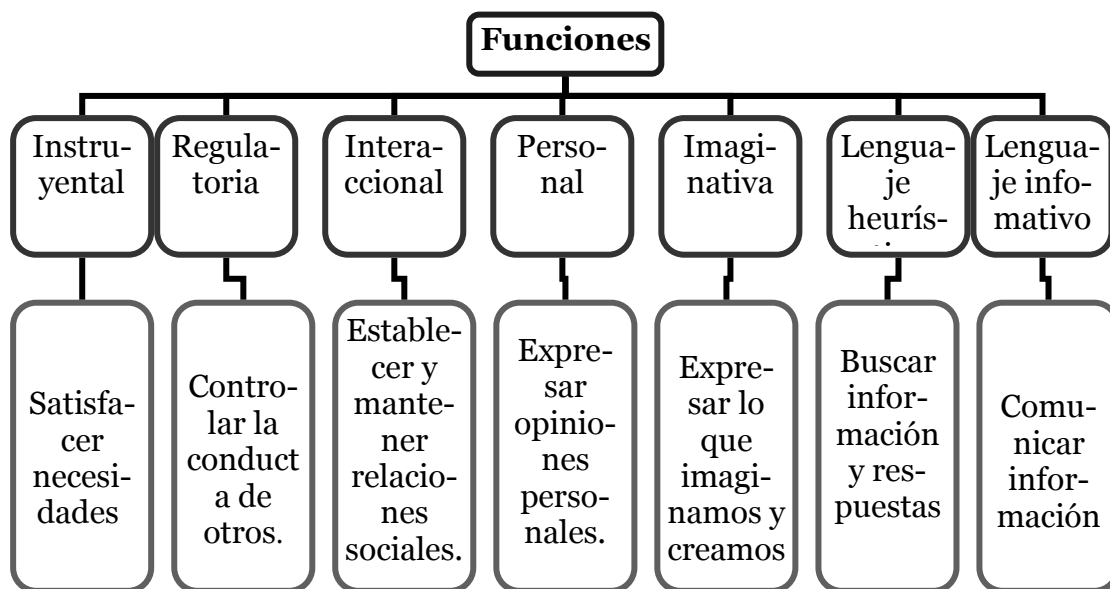 Funciones
Instru-
yental
Regula-
toria
Intera-
ccional
Perso-
nal
Imagi-
nativa
Lengua-
je
heurís-
Lengua-
je info-
mativo
Satisfa-
cer
necesi-
dades
Contro-
lar la
conduct
a de
otros.
Estable-
cer y
mante-
ner
relacio-
nes
sociales.
Expre-
sar
opinio-
nes
perso-
nales.
Expre-
sar lo
que
imagi-
namos y
creamos
Buscar
infor-
mación
y res-
puestas
Comu-
nicar
infor-
mación